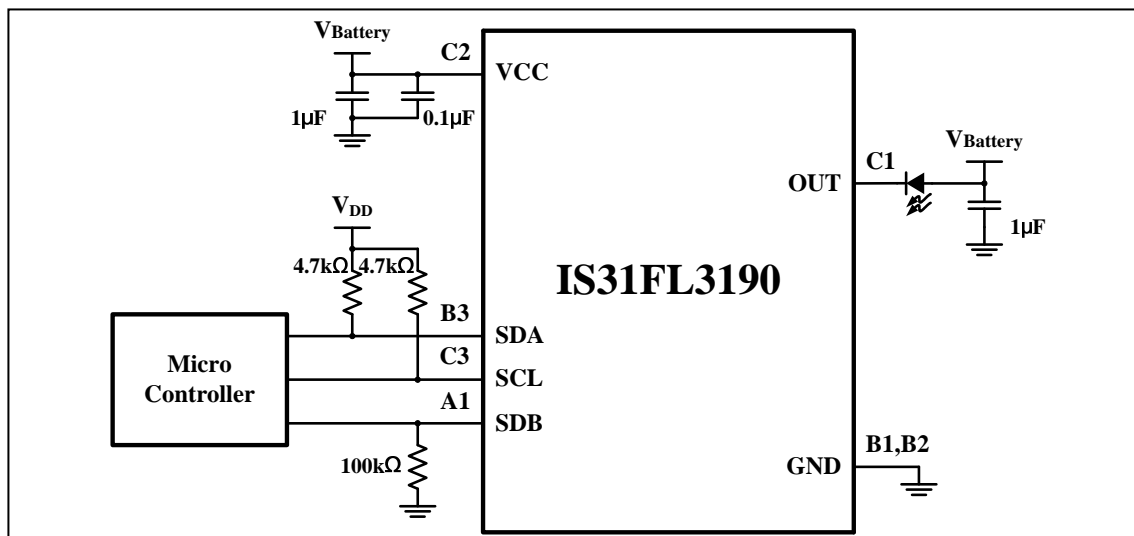 VBattery
C2
VCC
1μF
0.1μF
VBattery
C1
OUT
1μF
VDD
4.7kΩ
4.7kΩ
IS31FL3190
B3
SDA
Micro
Controller
C3
SCL
A1
SDB
100kΩ
B1,B2
GND